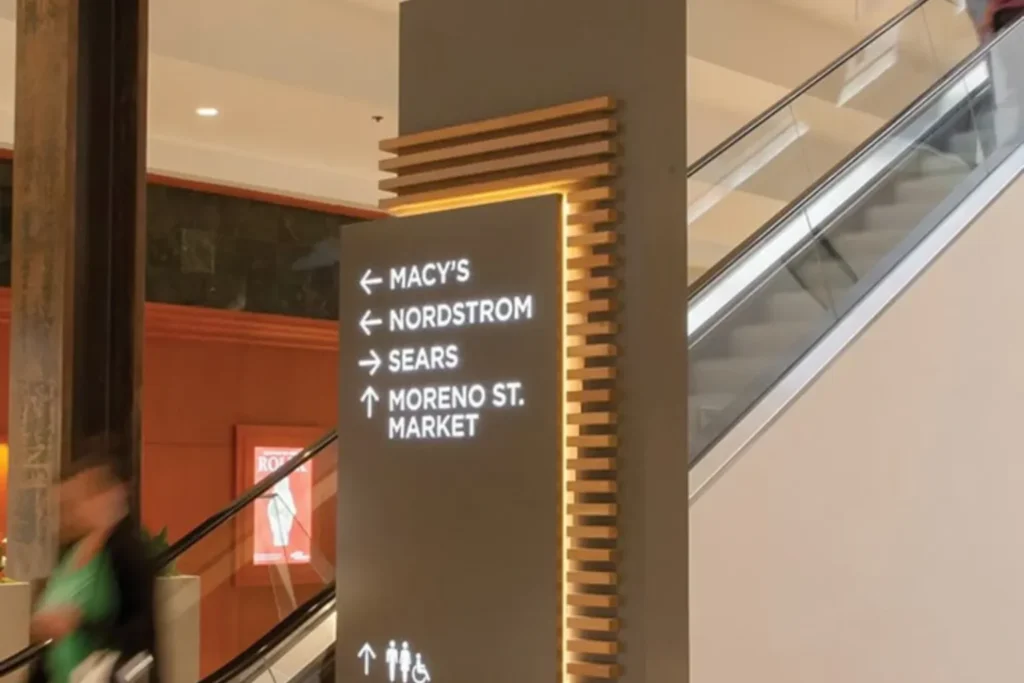 ← MACY'S
← NORDSTROM
→ SEARS
↑ MORENO ST.
MARKET
↑